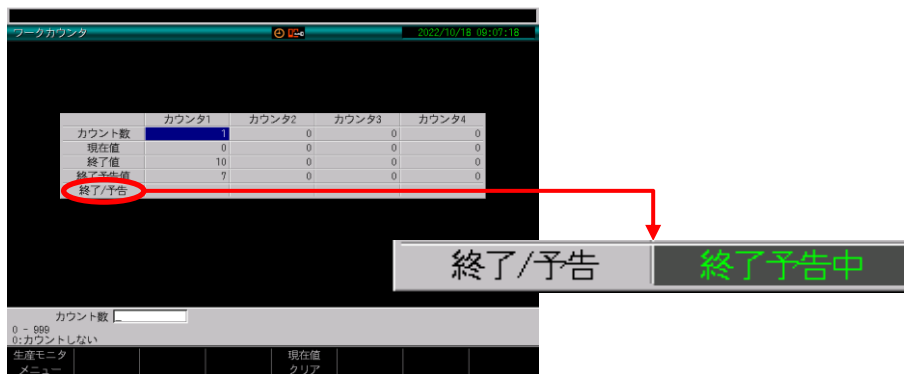 ワークカウンタ 2022/10/18 09:07:18
カウンタ1 カウンタ2 カウンタ3 カウンタ4
カウント数 1 0 0 0
現在値 0 0 0 0
終了値 10 0 0 0
終了予告値 7 0 0 0
終了/予告
終了/予告 終了予告中
カウント数
0 - 999
0:カウントしない
生産モニタ 現在値
メニュー クリア